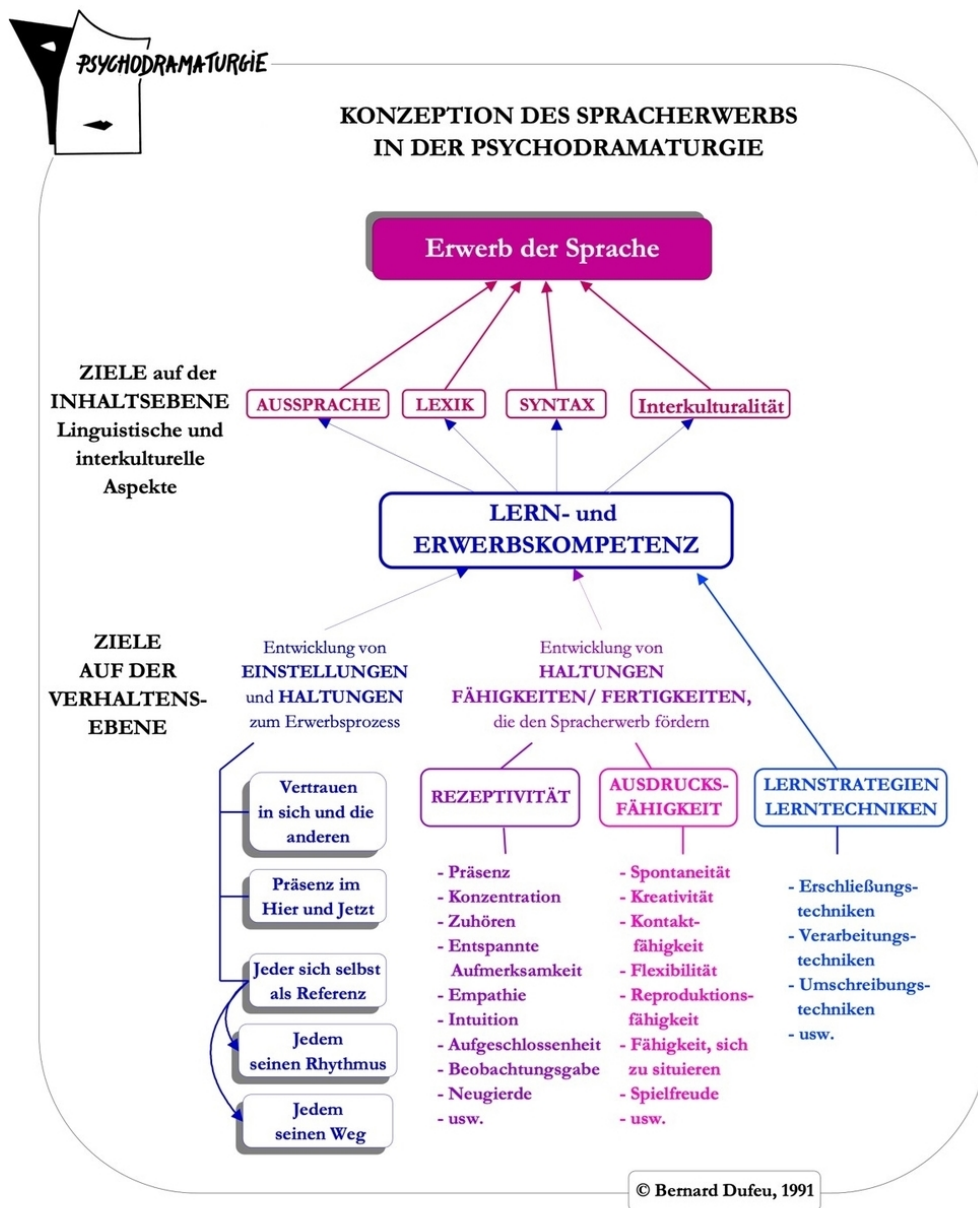 PSYCHODRAMATURGIE
KONZEPTION DES SPRACHERWERBS
IN DER PSYCHODRAMATURGIE
Erwerb der Sprache
ZIELE auf der
INHALTSEBENE
Linguistische und
interkulturelle
Aspekte
AUSSPRACHE
LEXIK
SYNTAX
Interkulturalität
LERN- und
ERWERBSKOMPETENZ
ZIELE
AUF DER
VERHALTENS-
EBENE
Entwicklung von
EINSTELLUNGEN
und HALTUNGEN
zum Erwerbsprozess
Entwicklung von
HALTUNGEN
FÄHIGKEITEN/ FERTIGKEITEN,
die den Spracherwerb fördern
Vertrauen
in sich und die
anderen
Präsenz im
Hier und Jetzt
Jeder sich selbst
als Referenz
Jedem
seinen Rhythmus
Jedem
seinen Weg
REZEPTIVITÄT
- Präsenz
- Konzentration
- Zuhören
- Entspannte
Aufmerksamkeit
- Empathie
- Intuition
- Aufgeschlossenheit
- Beobachtungsgabe
- Neugierde
- usw.
AUSDRUCKS-
FÄHIGKEIT
- Spontaneität
- Kreativität
- Kontakt-
fähigkeit
- Flexibilität
- Reproduktions-
fähigkeit
- Fähigkeit, sich
zu situieren
- Spielfreude
- usw.
LERNSTRATEGIEN
LERNTECHNIKEN
- Erschließungs-
techniken
- Verarbeitungs-
techniken
- Umschreibungs-
techniken
- usw.
© Bernard Dufeu, 1991